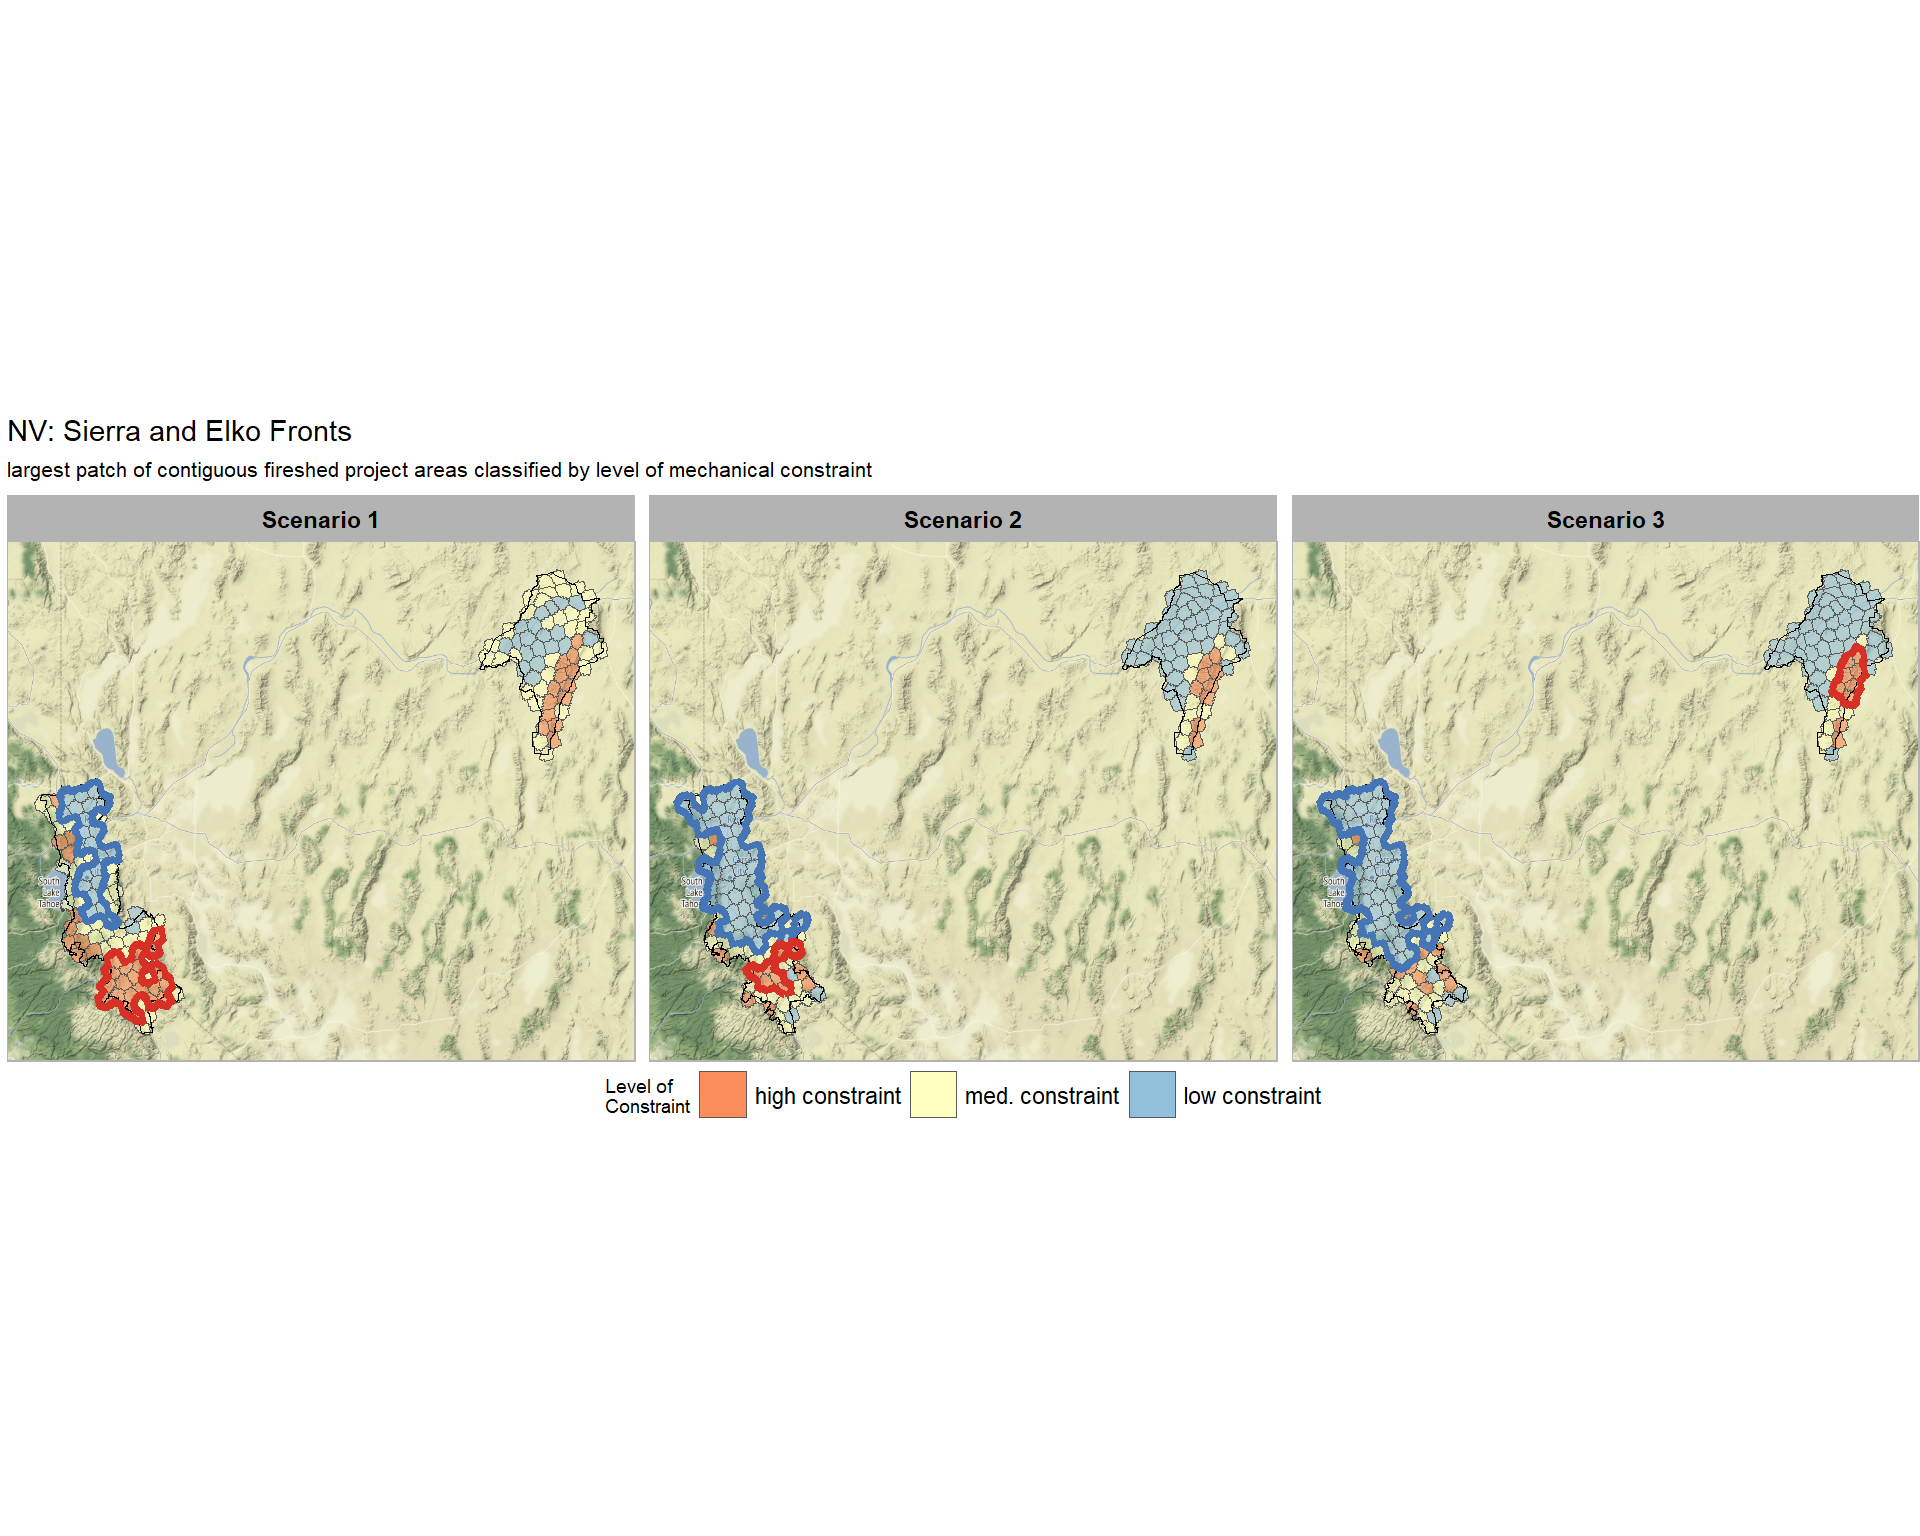 NV: Sierra and Elko Fronts
largest patch of contiguous fireshed project areas classified by level of mechanical constraint
Scenario 1
Scenario 2
Scenario 3
South
Lake
Tahoe
South
Lake
Tahoe
South
Lake
Tahoe
Level of
Constraint
high constraint
med. constraint
low constraint